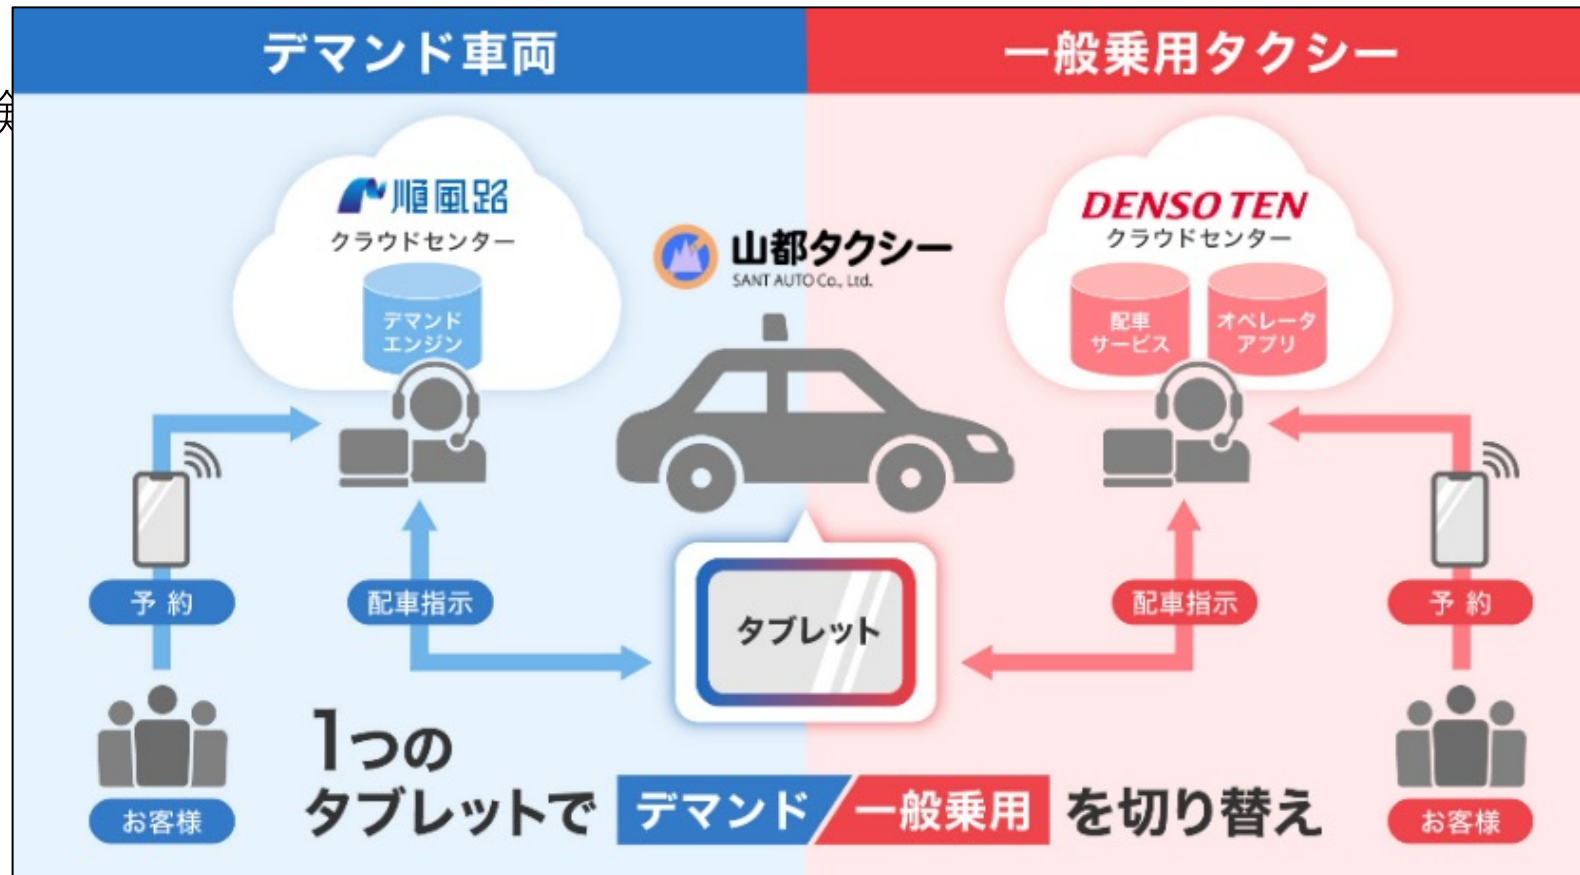 デマンド車両
一般乗用タクシー
順風路
クラウドセンター
デマンド
エンジン
山都タクシー
SANT AUTO Co., Ltd.
DENSO TEN
クラウドセンター
配車
サービス
オペレータ
アプリ
予約
配車指示
タブレット
配車指示
予約
お客様
1つの
タブレットで デマンド/一般乗用 を切り替え
お客様